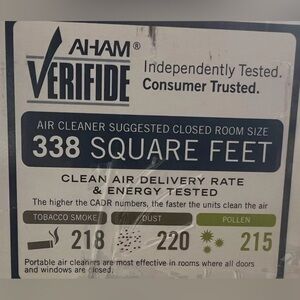 AHAM®
VERIFIDE
Independently Tested.
Consumer Trusted.
AIR CLEANER SUGGESTED CLOSED ROOM SIZE
338 SQUARE FEET
CLEAN AIR DELIVERY RATE
& ENERGY TESTED
The higher the CADR numbers, the faster the units clean the air
TOBACCO SMOKE DUST POLLEN
218 220 215
Portable air cleaners are most effective in rooms where all doors
and windows are closed.